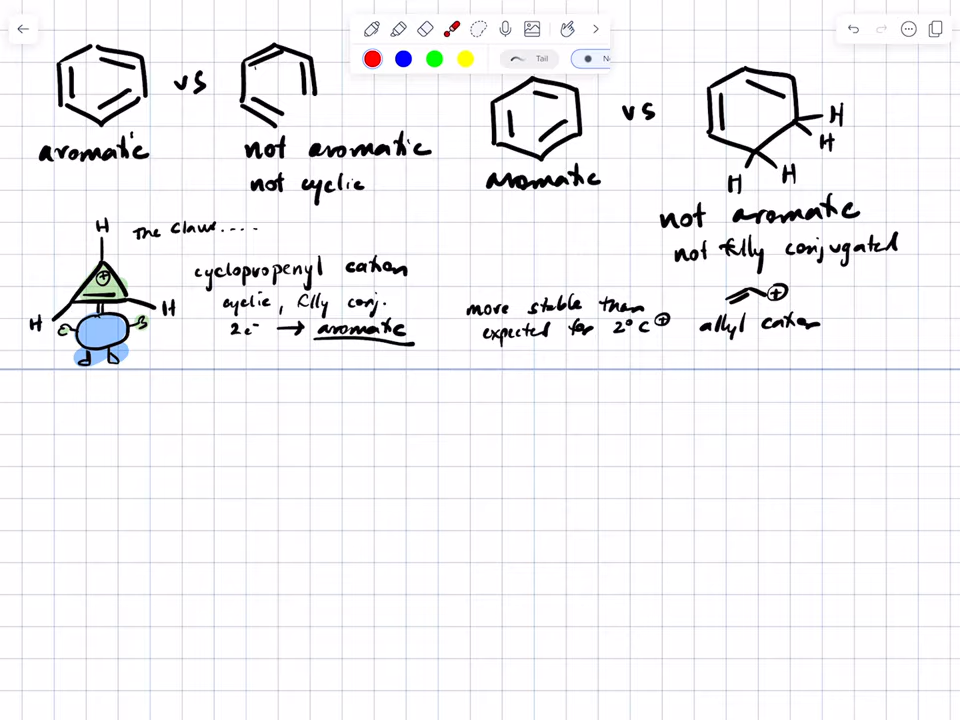 Tail
N
vs
vs
aromatic
not aromatic
not cyclic
aromatic
H
H
H
H
not aromatic
not fully conjugated
H
The Claw....
H
H
cyclopropenyl cation
cyclic, fully conj.
2e⁻ → aromatic
more stable than
expected for 2° C⊕
allyl cation